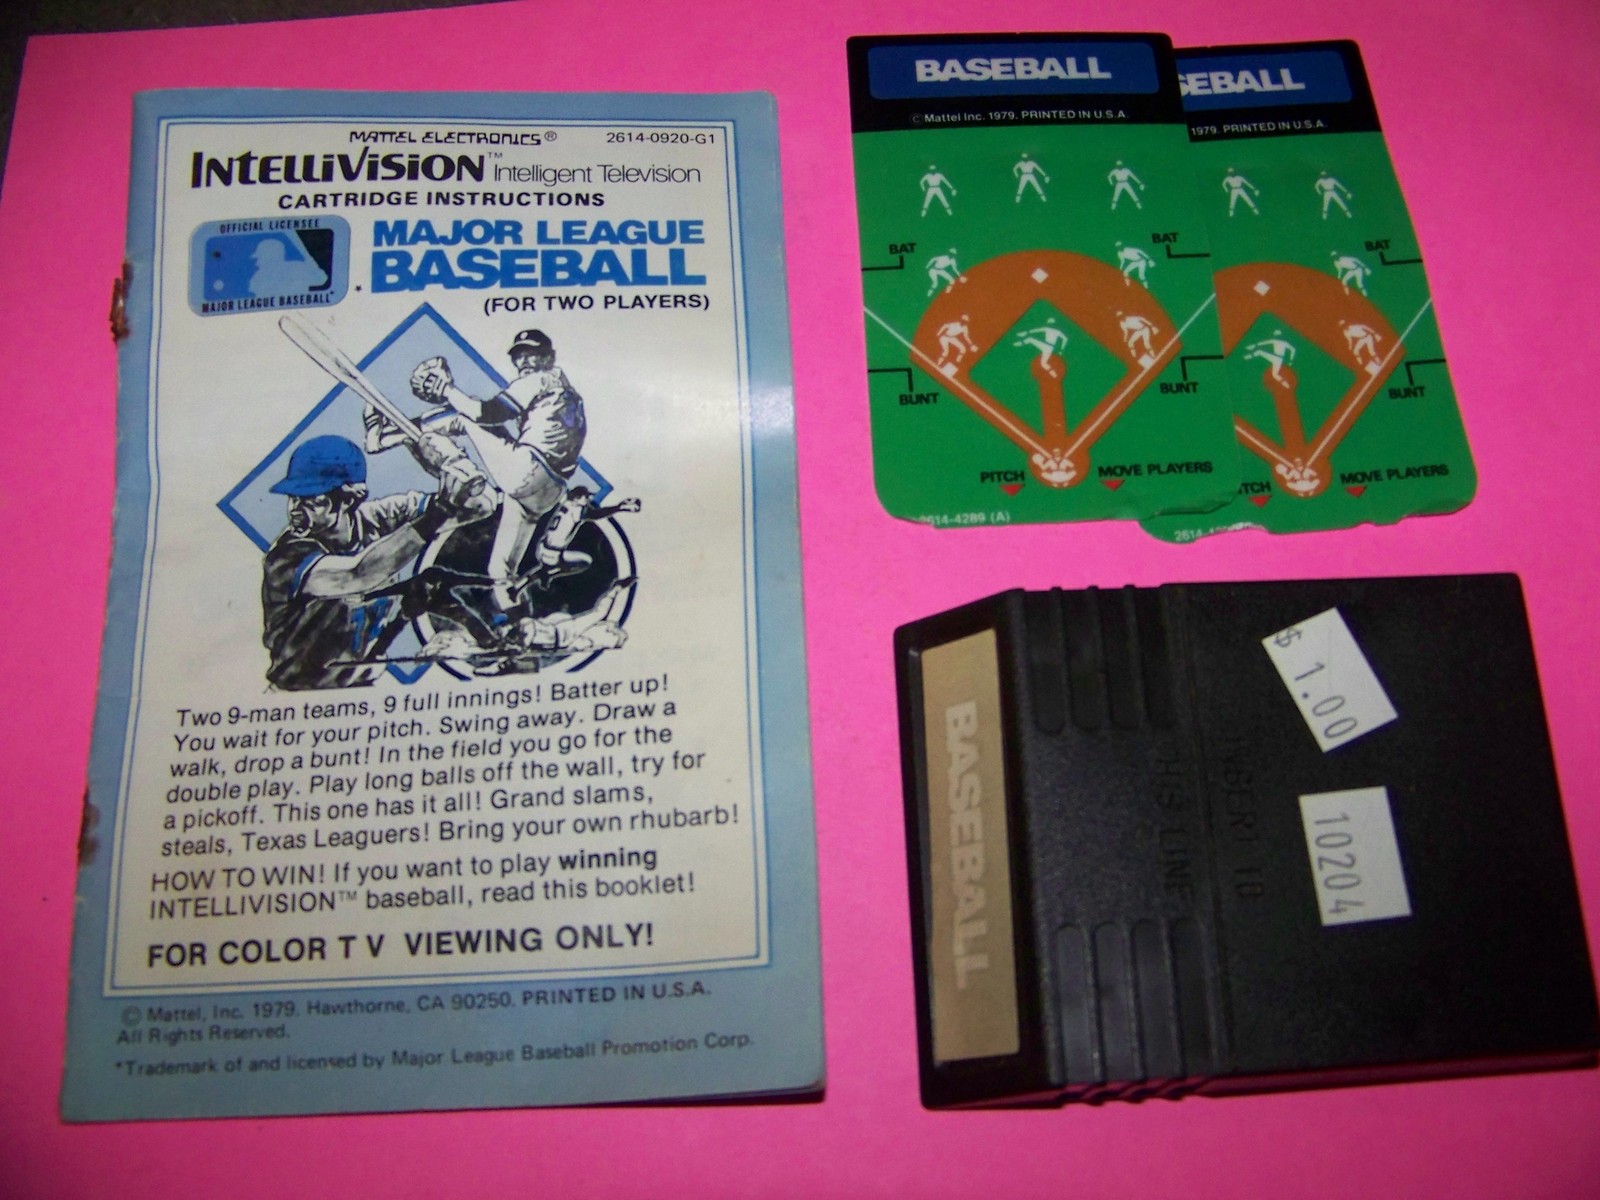 MATTEL ELECTRONICS® 2614-0920-G1
INTELLIVISION™ Intelligent Television
CARTRIDGE INSTRUCTIONS
OFFICIAL LICENSEE
MAJOR LEAGUE BASEBALL*
MAJOR LEAGUE
BASEBALL
(FOR TWO PLAYERS)
Two 9-man teams, 9 full innings! Batter up!
You wait for your pitch. Swing away. Draw a
walk, drop a bunt! In the field you go for the
double play. Play long balls off the wall, try for
a pickoff. This one has it all! Grand slams,
steals, Texas Leaguers! Bring your own rhubarb!
HOW TO WIN! If you want to play winning
INTELLIVISION™ baseball, read this booklet!
FOR COLOR T V VIEWING ONLY!
© Mattel, Inc. 1979. Hawthorne, CA 90250. PRINTED IN U.S.A.
All Rights Reserved.
*Trademark of and licensed by Major League Baseball Promotion Corp.
BASEBALL
© Mattel Inc. 1979. PRINTED IN U.S.A.
BAT
BAT
BUNT
BUNT
PITCH
MOVE PLAYERS
2614-4289 (A)
SEBALL
1979. PRINTED IN U.S.A.
BAT
BUNT
ITCH
MOVE PLAYERS
2614
BASEBALL
INSERT TO
THIS LINE
$ 1.00
10204